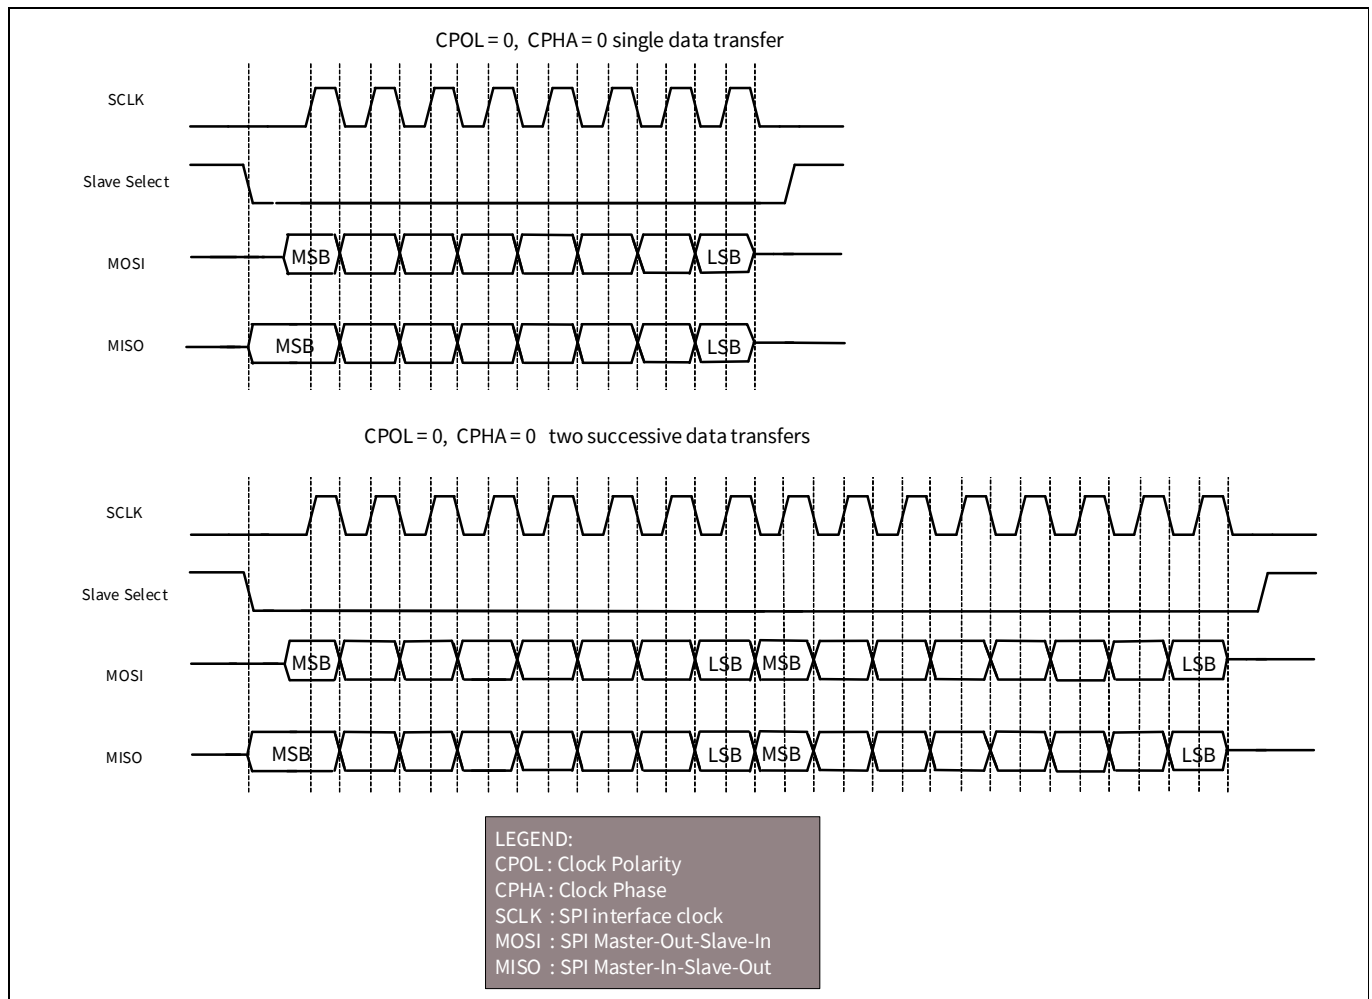 CPOL = 0, CPHA = 0 single data transfer
SCLK
Slave Select
MOSI
MSB
LSB
MISO
MSB
LSB
CPOL = 0, CPHA = 0 two successive data transfers
SCLK
Slave Select
MOSI
MSB
LSB
MSB
LSB
MISO
MSB
LSB
MSB
LSB
LEGEND:
CPOL : Clock Polarity
CPHA : Clock Phase
SCLK : SPI interface clock
MOSI : SPI Master-Out-Slave-In
MISO : SPI Master-In-Slave-Out